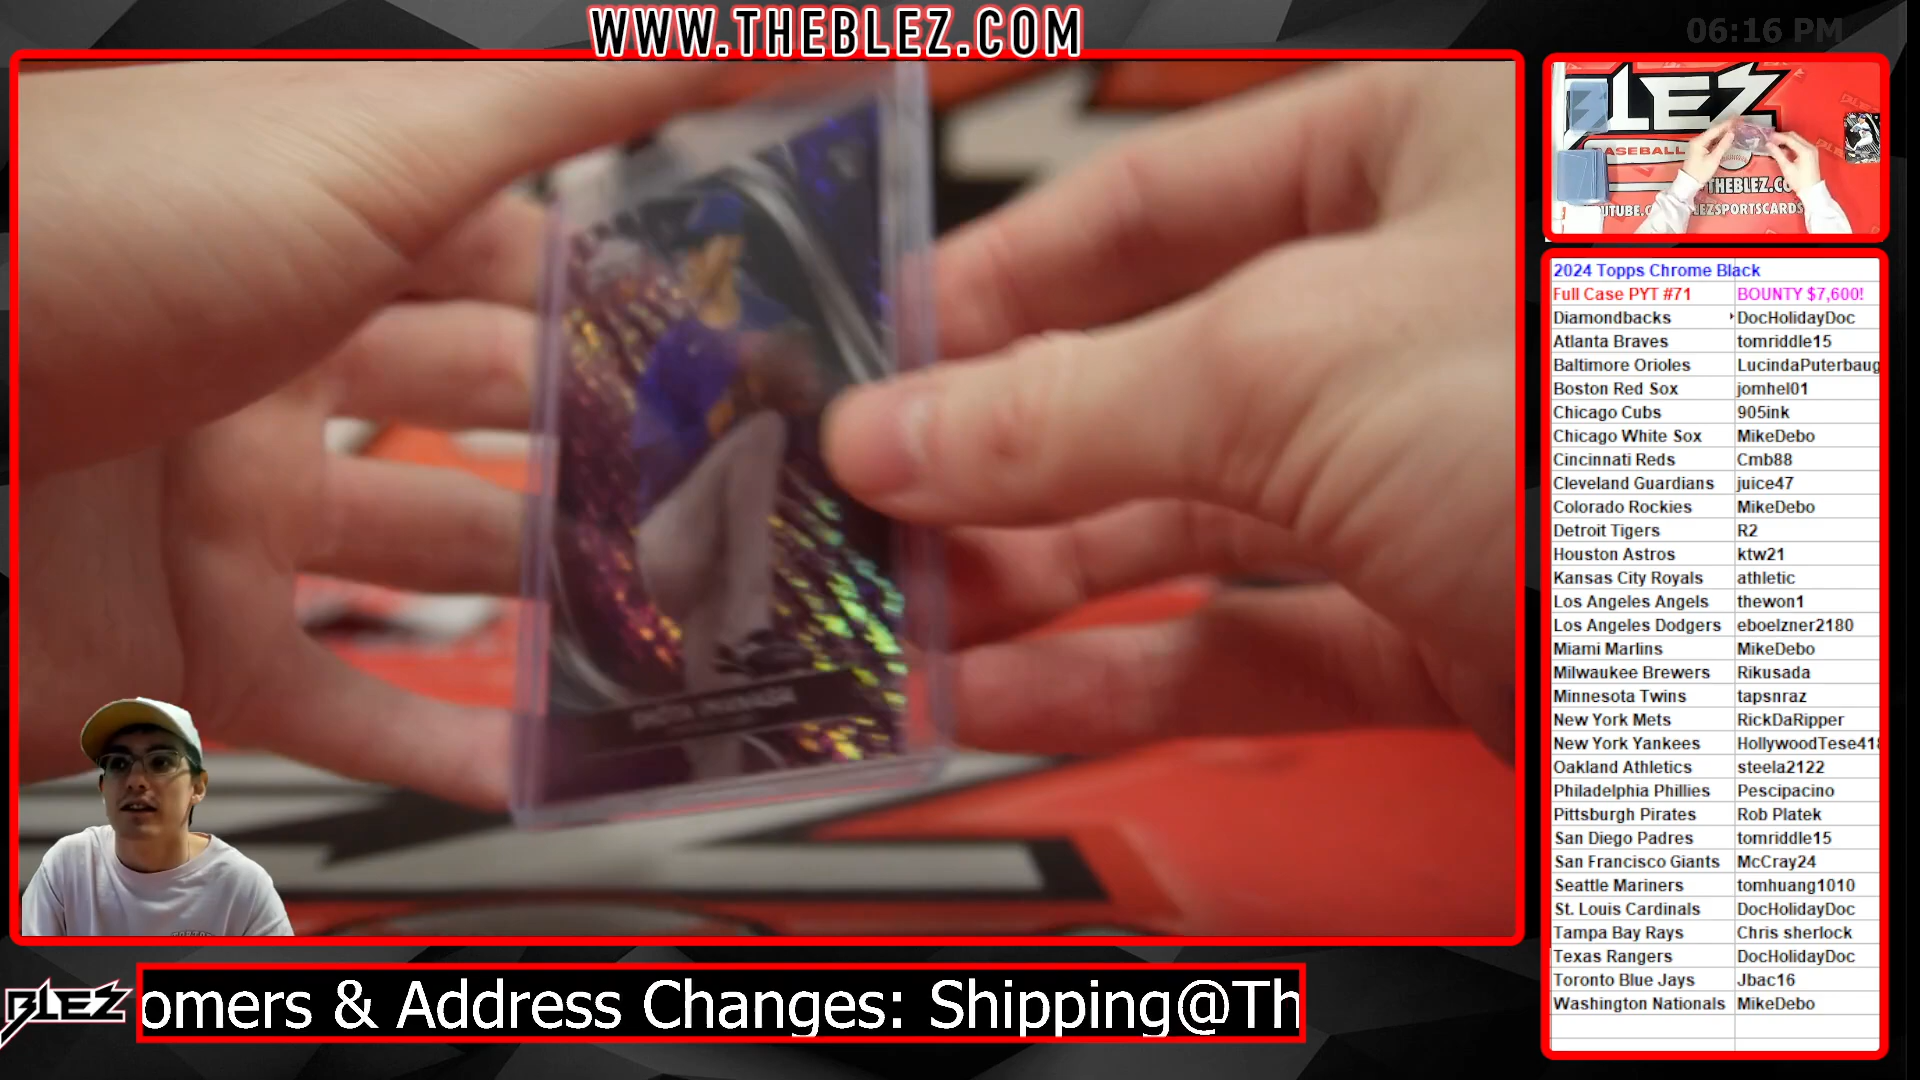 WWW.THEBLEZ.COM
06:16 PM
BLEZ
BASEBALL
THEBLEZ.CO
2024 Topps Chrome Black
Full Case PYT #71 BOUNTY $7,600!
Diamondbacks DocHolidayDoc
Atlanta Braves tomriddle15
Baltimore Orioles LucindaPuterbaug
Boston Red Sox jomhel01
Chicago Cubs 905ink
Chicago White Sox MikeDebo
Cincinnati Reds Cmb88
Cleveland Guardians juice47
Colorado Rockies MikeDebo
Detroit Tigers R2
Houston Astros ktw21
Kansas City Royals athletic
Los Angeles Angels thewon1
Los Angeles Dodgers eboelzner2180
Miami Marlins MikeDebo
Milwaukee Brewers Rikusada
Minnesota Twins tapsnraz
New York Mets RickDaRipper
New York Yankees HollywoodTese418
Oakland Athletics steela2122
Philadelphia Phillies Pescipacino
Pittsburgh Pirates Rob Platek
San Diego Padres tomriddle15
San Francisco Giants McCray24
Seattle Mariners tomhuang1010
St. Louis Cardinals DocHolidayDoc
Tampa Bay Rays Chris sherlock
Texas Rangers DocHolidayDoc
Toronto Blue Jays Jbac16
Washington Nationals MikeDebo
BLEZ
omers & Address Changes: Shipping@Th